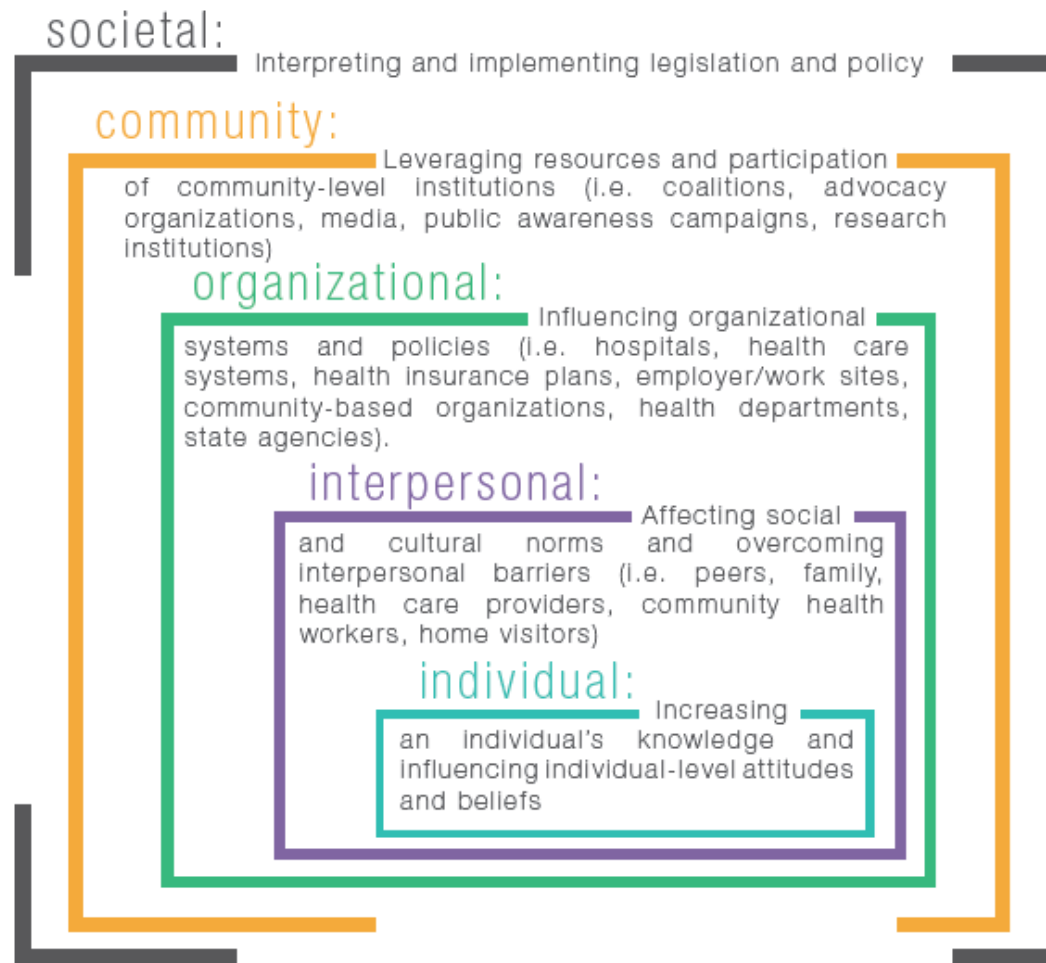 societal:
Interpreting and implementing legislation and policy
community:
Leveraging resources and participation
of community-level institutions (i.e. coalitions, advocacy
organizations, media, public awareness campaigns, research
institutions)
organizational:
Influencing organizational
systems and policies (i.e. hospitals, health care
systems, health insurance plans, employer/work sites,
community-based organizations, health departments,
state agencies).
interpersonal:
Affecting social
and cultural norms and overcoming
interpersonal barriers (i.e. peers, family,
health care providers, community health
workers, home visitors)
individual:
Increasing
an individual's knowledge and
influencing individual-level attitudes
and beliefs